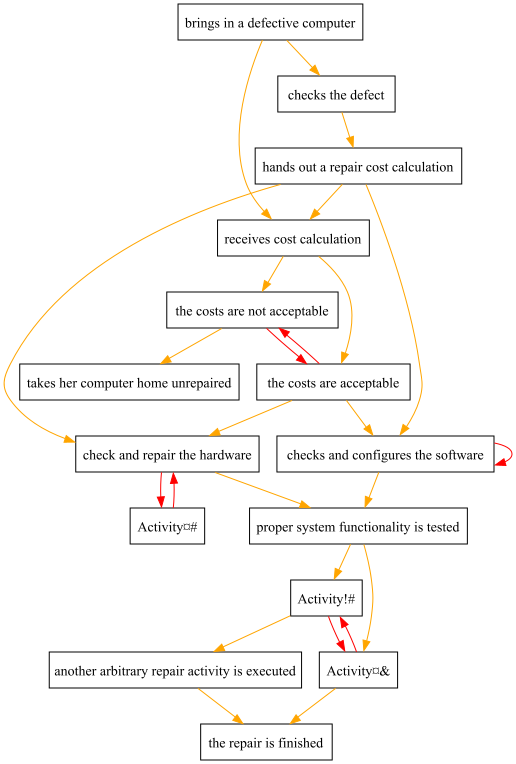 brings in a defective computer
checks the defect
hands out a repair cost calculation
receives cost calculation
the costs are not acceptable
takes her computer home unrepaired
the costs are acceptable
check and repair the hardware
checks and configures the software
Activity¤#
proper system functionality is tested
Activity!#
another arbitrary repair activity is executed
Activity¤&
the repair is finished